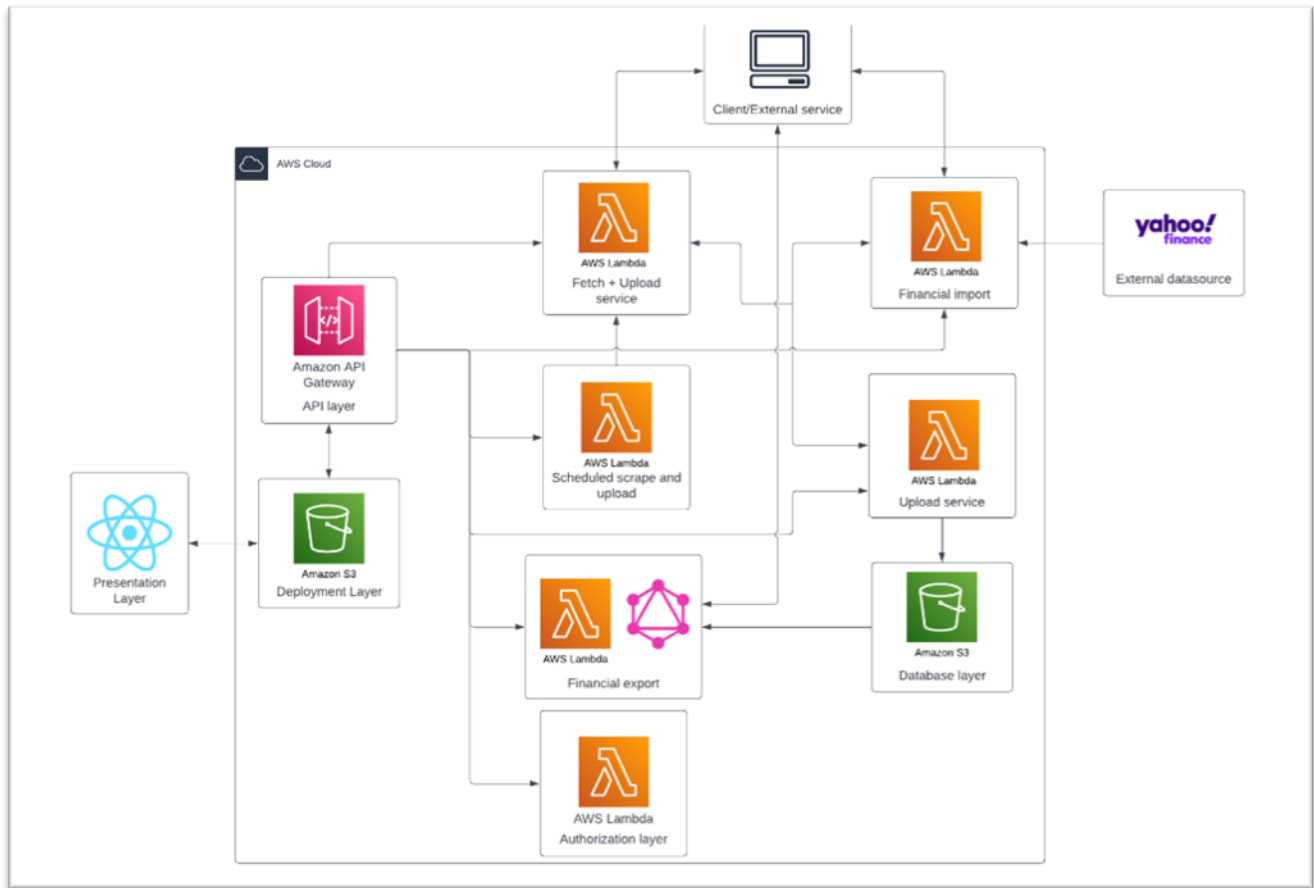 Client/External service
AWS Cloud
AWS Lambda
Fetch + Upload
service
AWS Lambda
Financial import
yahoo!
finance
External datasource
</>
Amazon API
Gateway
API layer
AWS Lambda
Scheduled scrape and
upload
AWS Lambda
Upload service
Presentation
Layer
Amazon S3
Deployment Layer
AWS Lambda
Financial export
Amazon S3
Database layer
AWS Lambda
Authorization layer